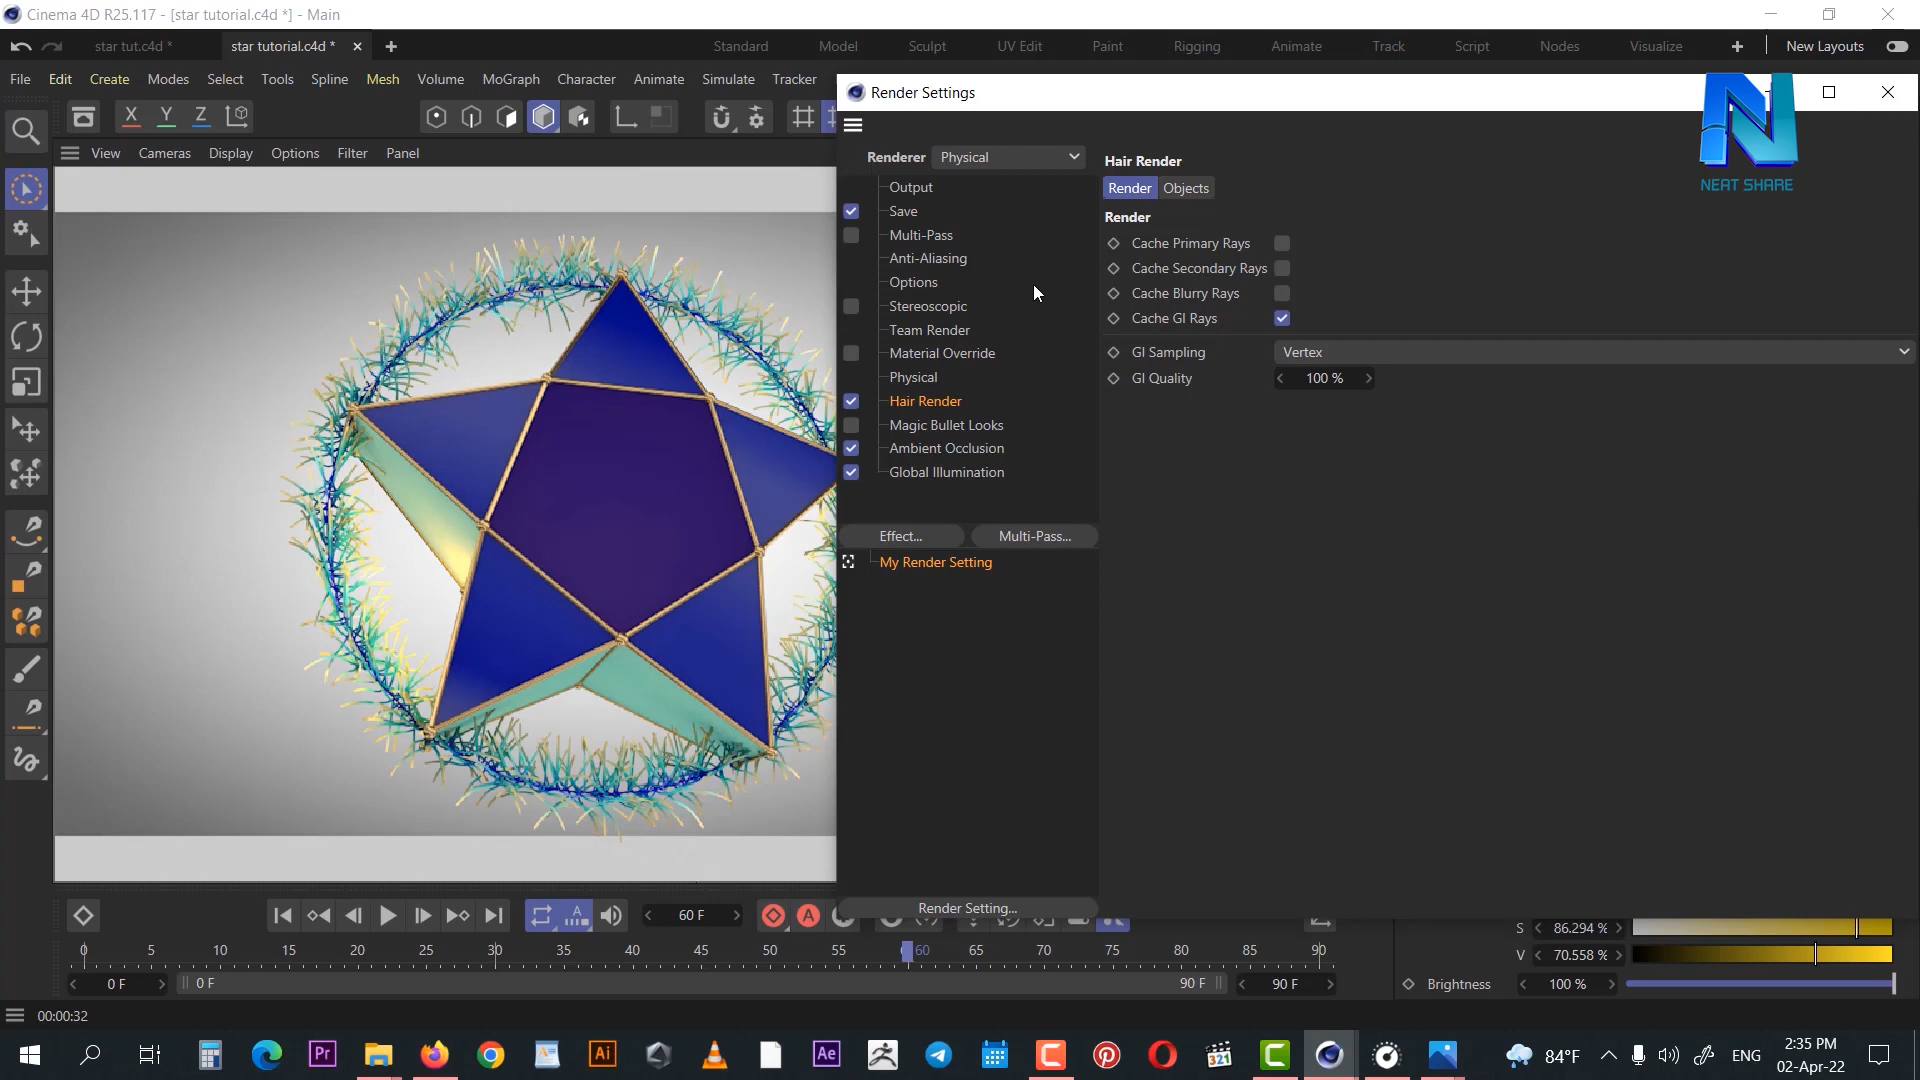 Cinema 4D R25.117 - [star tutorial.c4d *] - Main
star tut.c4d *
star tutorial.c4d *
Standard Model Sculpt UV Edit Paint Rigging Animate Track Script Nodes Visualize New Layouts
File Edit Create Modes Select Tools Spline Mesh Volume MoGraph Character Animate Simulate Tracker
Render Settings
X Y Z
View Cameras Display Options Filter Panel
Renderer Physical
NEAT SHARE
Output
Save
Multi-Pass
Anti-Aliasing
Options
Stereoscopic
Team Render
Material Override
Physical
Hair Render
Magic Bullet Looks
Ambient Occlusion
Global Illumination
Effect...
Multi-Pass...
My Render Setting
Render Setting...
Hair Render
Render Objects
Render
Cache Primary Rays
Cache Secondary Rays
Cache Blurry Rays
Cache GI Rays
GI Sampling Vertex
GI Quality 100 %
60 F
0 5 10 15 20 25 30 35 40 45 50 55 60 65 70 75 80 85 90
0 F
0 F
90 F
90 F
S 86.294 %
V 70.558 %
Brightness 100 %
00:00:32
84°F
ENG
2:35 PM
02-Apr-22